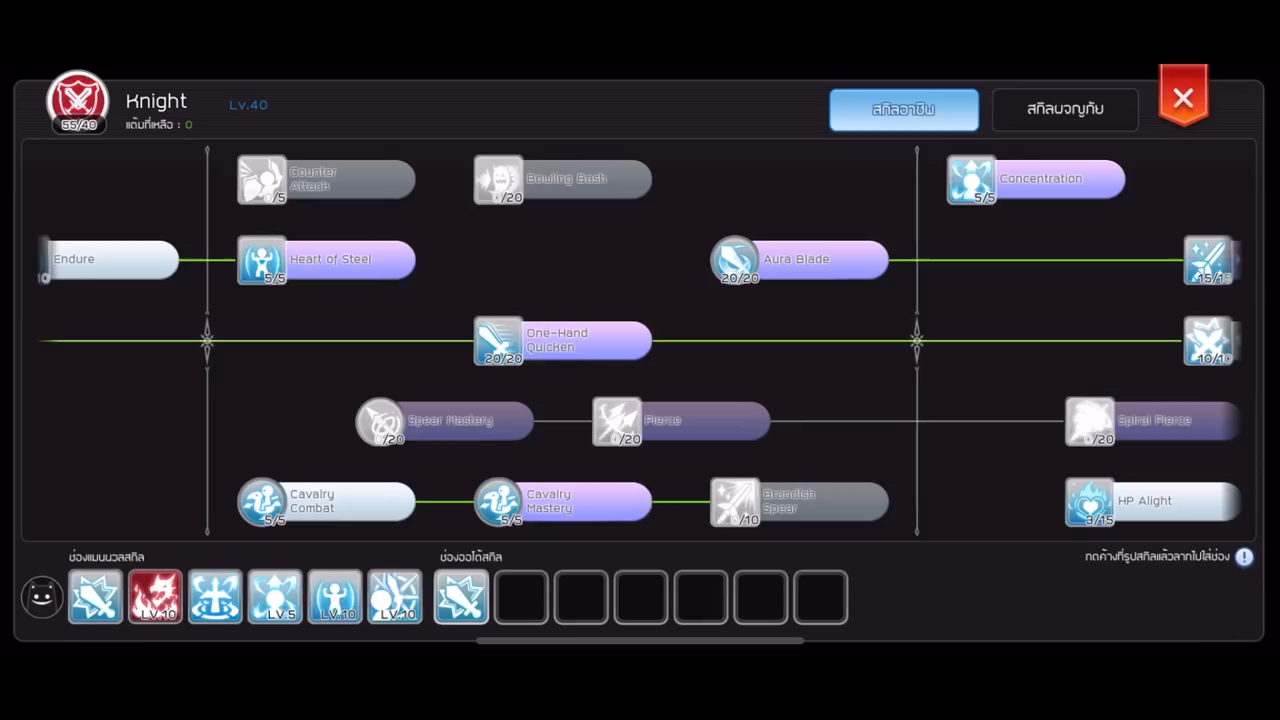 Knight
Lv.40
55/40
แต้มที่เหลือ : 0
สกิลอาชีพ
สกิลผจญภัย
Counter
Attach
0/5
Bowling Bash
0/20
Concentration
5/5
Endure
10
Heart of Steel
5/5
Aura Blade
20/20
15/15
One-Hand
Quicken
20/20
10/10
Spear Mastery
0/20
Pierce
0/20
Spiral Pierce
0/20
Cavalry
Combat
5/5
Cavalry
Mastery
5/5
Brandish
Spear
0/10
HP Alight
3/15
ช่องแมนนวลสกิล
ช่องออโต้สกิล
กดค้างที่รูปสกิลแล้วลากไปใส่ช่อง
LV.10
LV.5
LV.10
LV.10